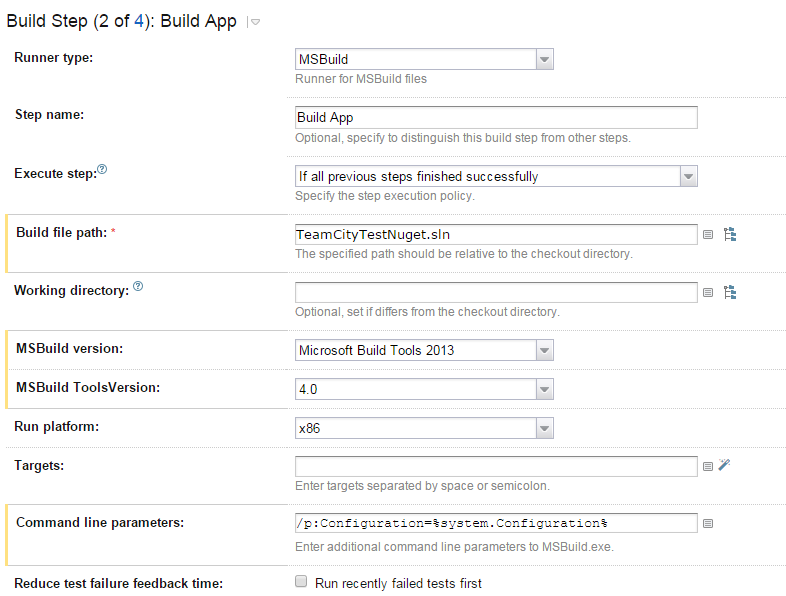 Build Step (2 of 4): Build App
Runner type:
MSBuild
Runner for MSBuild files
Step name:
Build App
Optional, specify to distinguish this build step from other steps.
Execute step:
If all previous steps finished successfully
Specify the step execution policy.
Build file path: *
TeamCityTestNuget.sln
The specified path should be relative to the checkout directory.
Working directory:
Optional, set if differs from the checkout directory.
MSBuild version:
Microsoft Build Tools 2013
MSBuild ToolsVersion:
4.0
Run platform:
x86
Targets:
Enter targets separated by space or semicolon.
Command line parameters:
/p:Configuration=%system.Configuration%
Enter additional command line parameters to MSBuild.exe.
Reduce test failure feedback time:
Run recently failed tests first